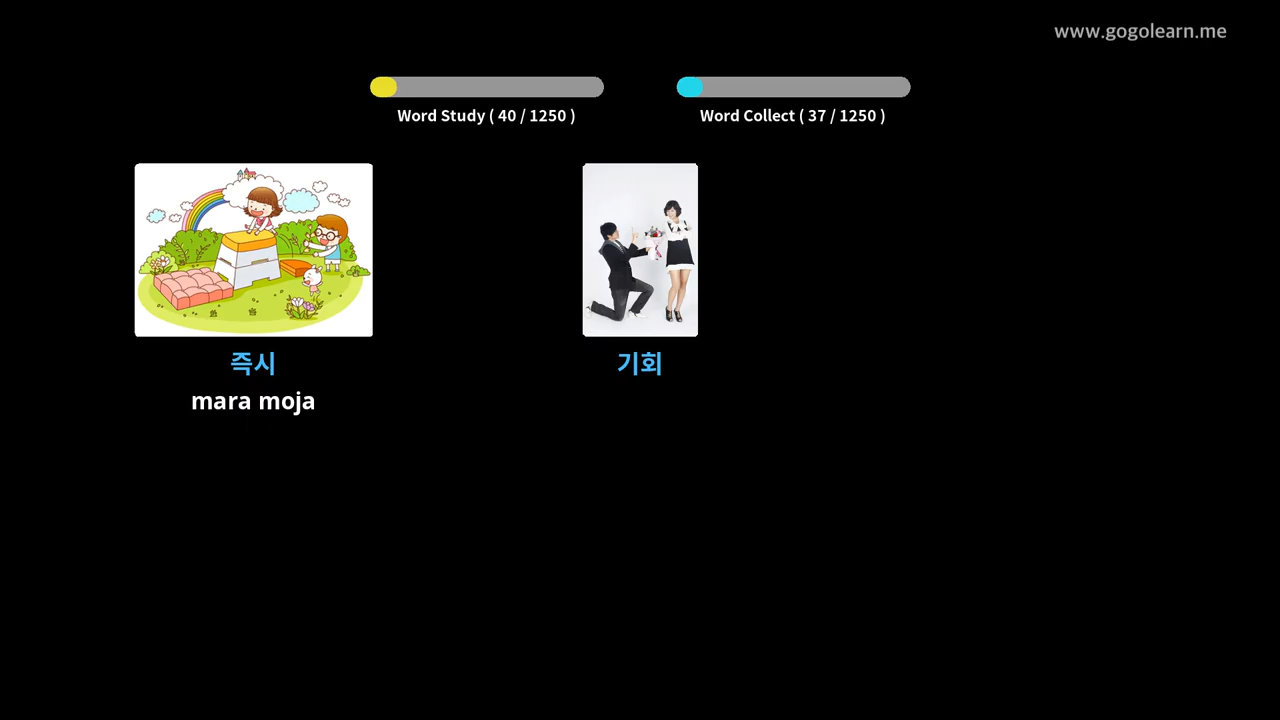 www.gogolearn.me
Word Study ( 40 / 1250 )
Word Collect ( 37 / 1250 )
즉시
mara moja
기회